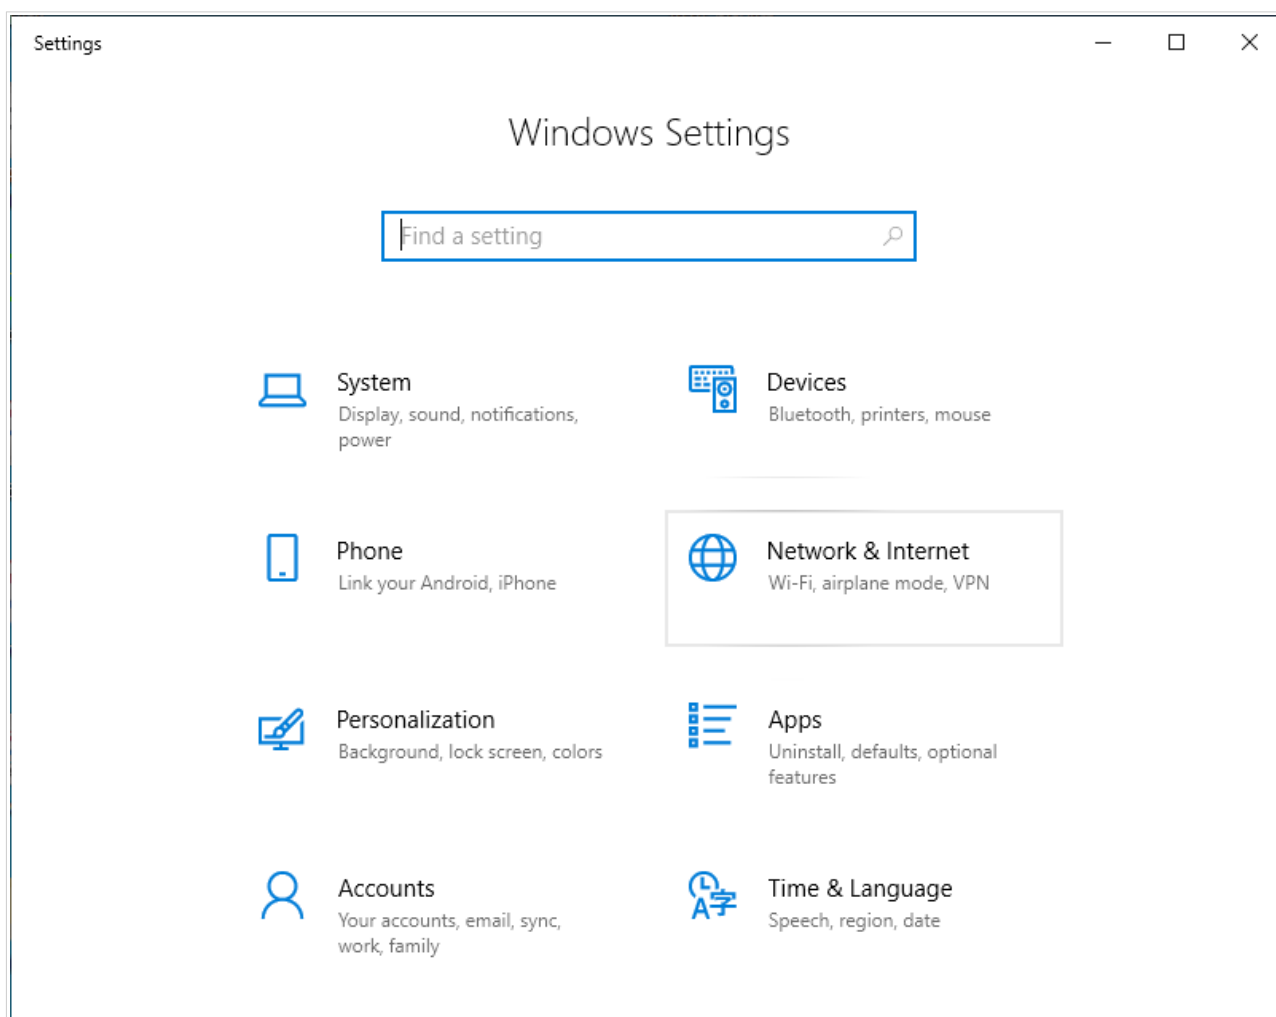 Settings
Windows Settings
Find a setting
System
Display, sound, notifications,
power
Devices
Bluetooth, printers, mouse
Phone
Link your Android, iPhone
Network & Internet
Wi-Fi, airplane mode, VPN
Personalization
Background, lock screen, colors
Apps
Uninstall, defaults, optional
features
Accounts
Your accounts, email, sync,
work, family
Time & Language
Speech, region, date